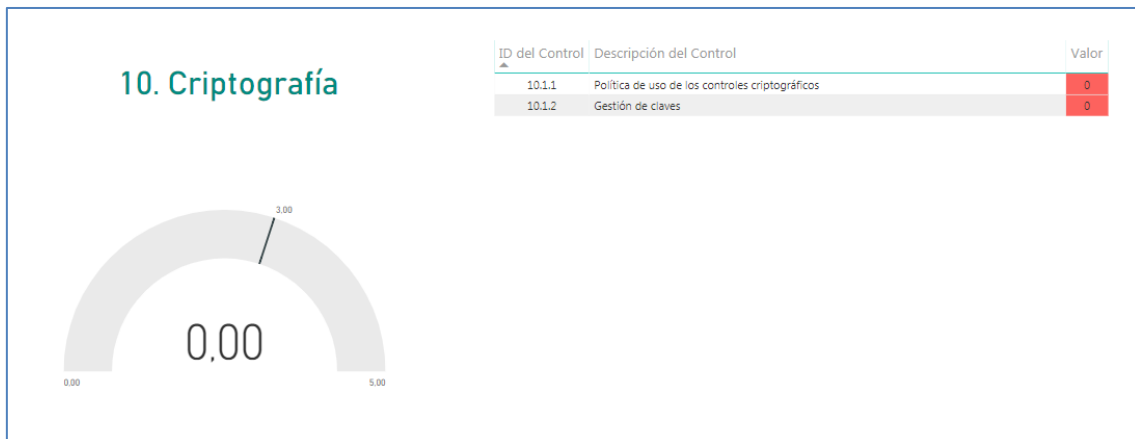 10. Criptografía
ID del Control Descripción del Control Valor
10.1.1 Política de uso de los controles criptográficos 0
10.1.2 Gestión de claves 0
3,00
0,00
0,00 5,00